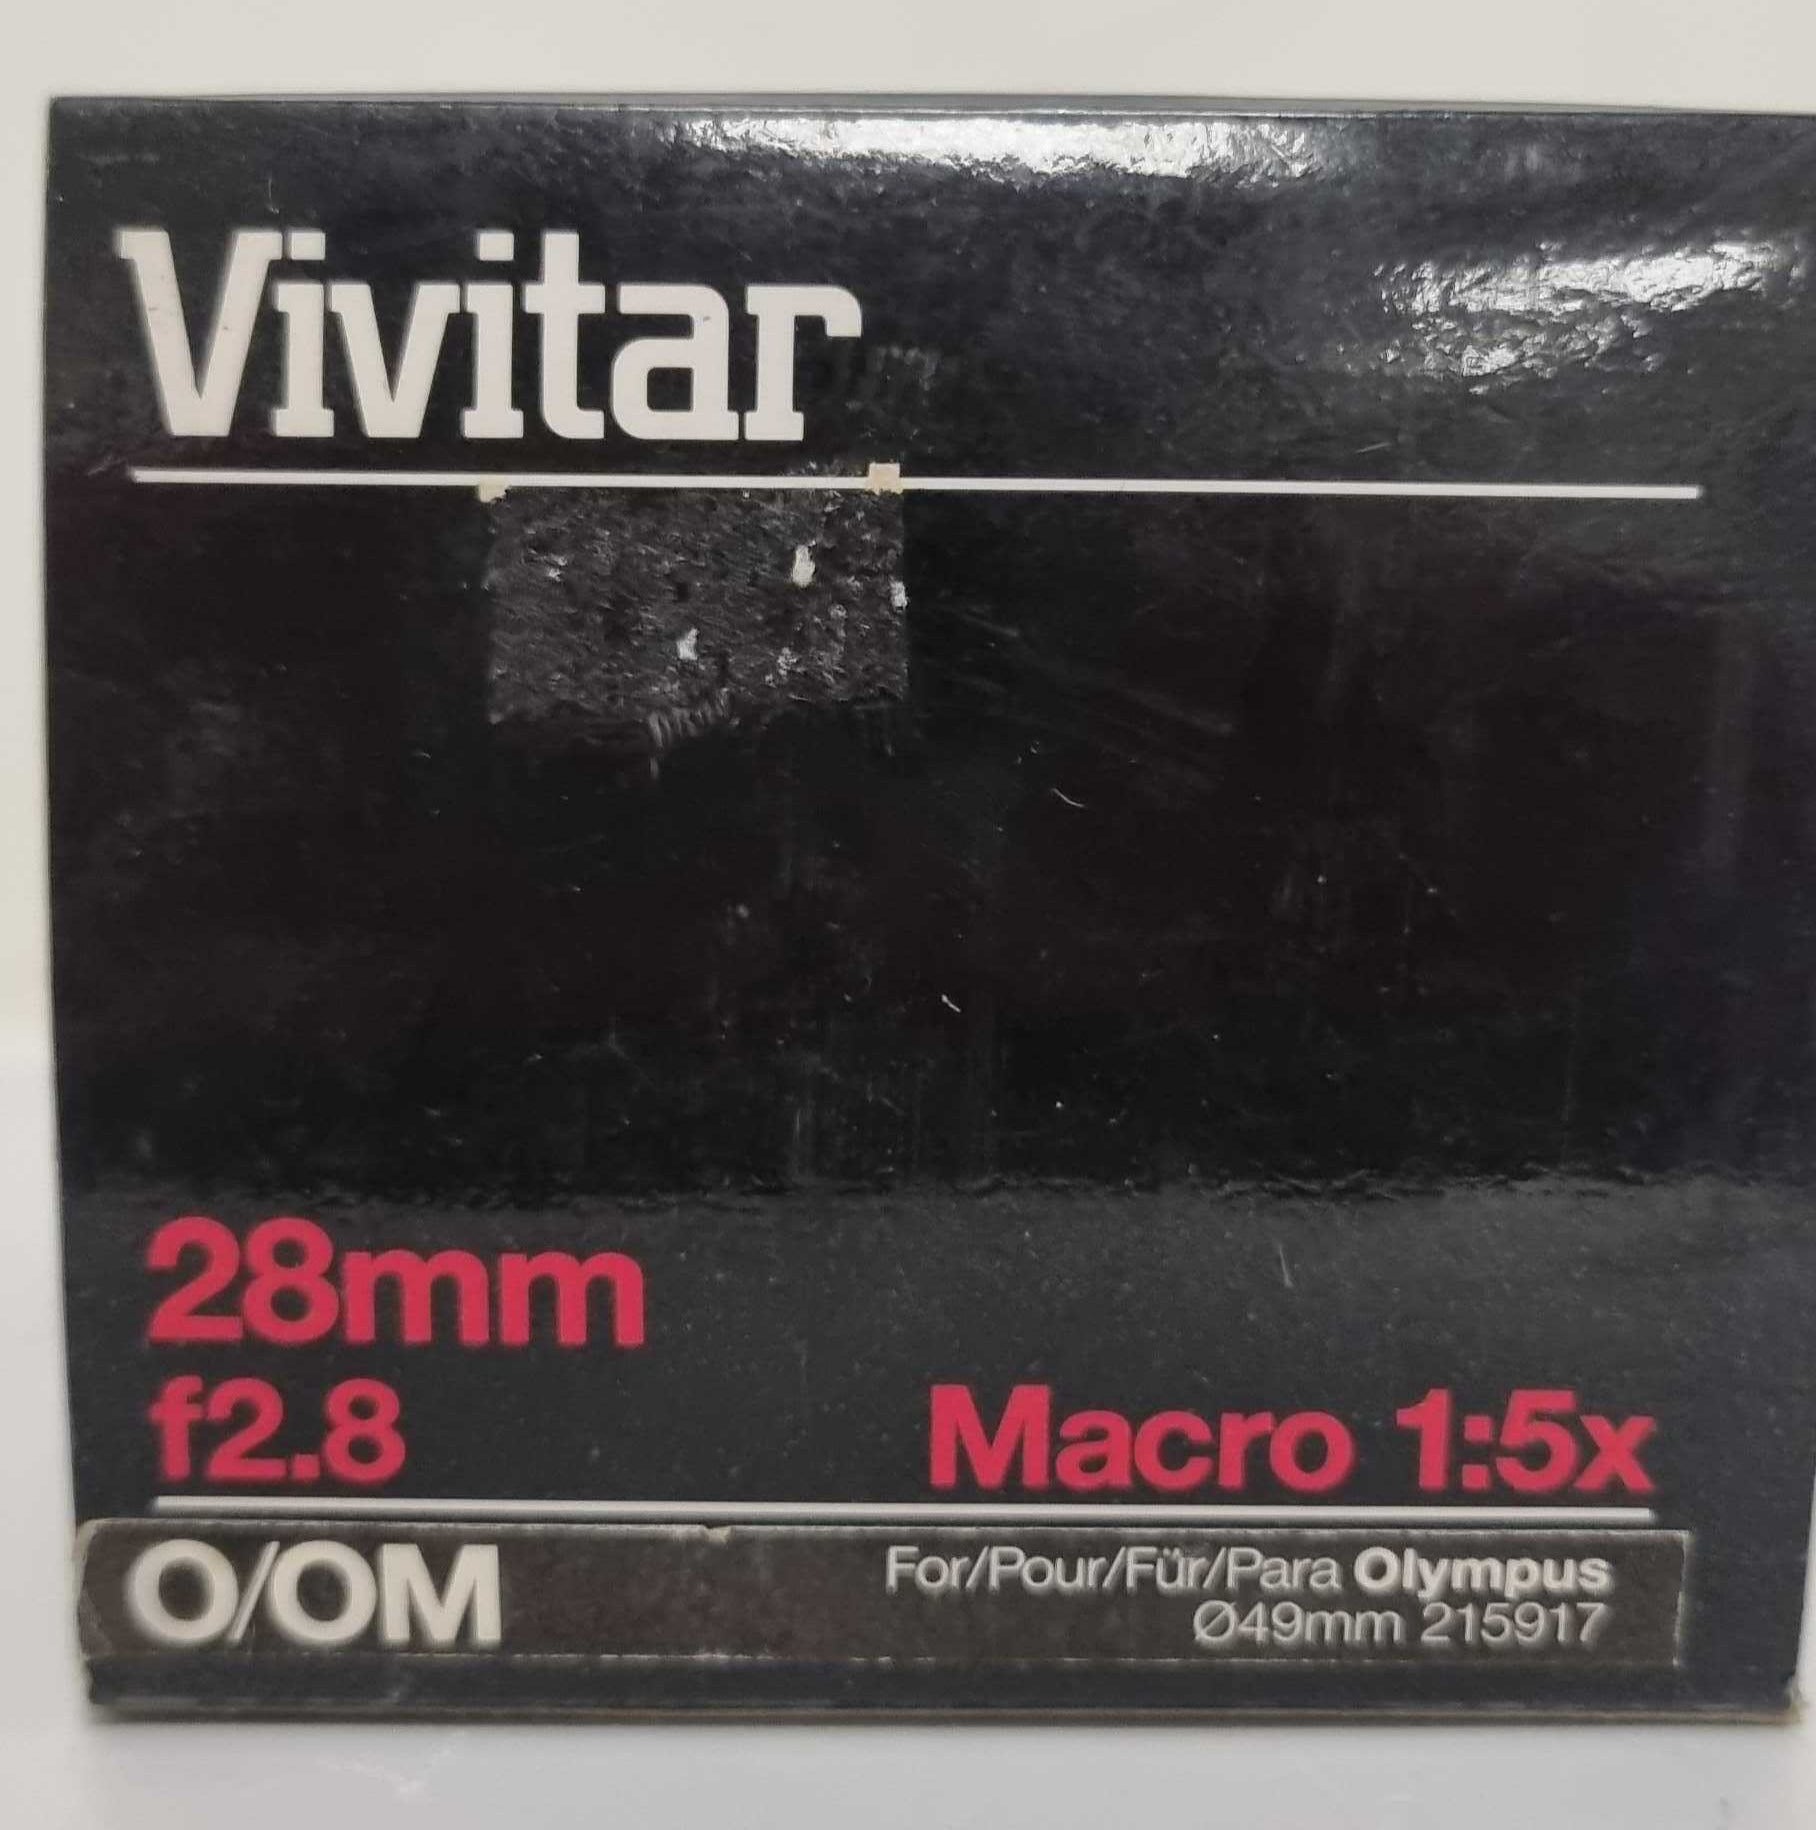 Vivitar
28mm
f2.8 Macro 1:5x
O/OM For/Pour/Für/Para Olympus
Ø49mm 215917